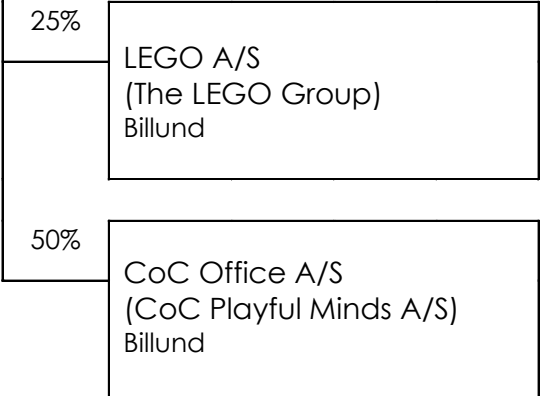 25%
LEGO A/S
(The LEGO Group)
Billund
50%
CoC Office A/S
(CoC Playful Minds A/S)
Billund